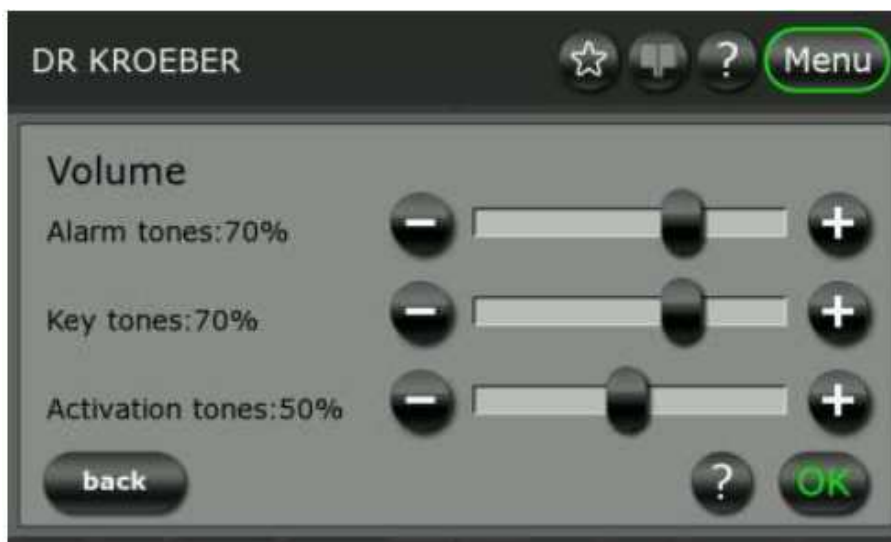 DR KROEBER ? Menu
Volume
Alarm tones:70%
Key tones:70%
Activation tones:50%
back ? OK